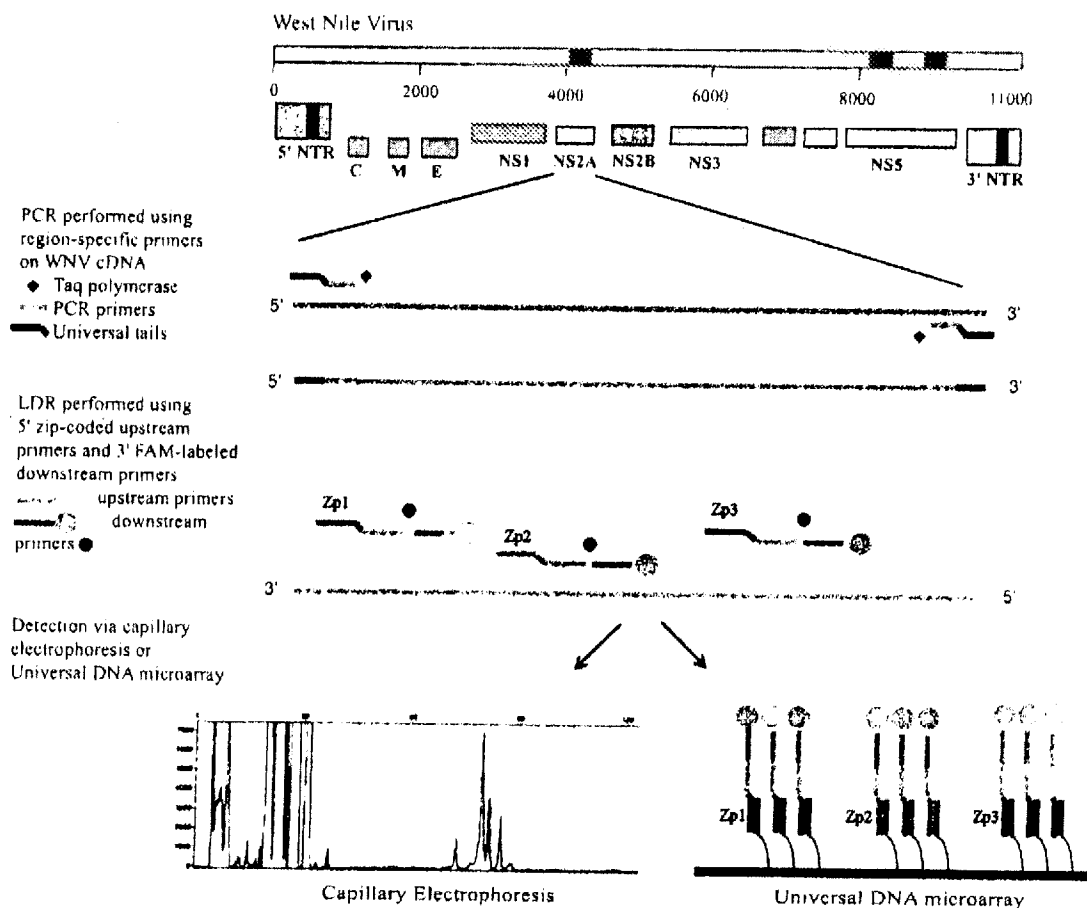 West Nile Virus
0 2000 4000 6000 8000 11000
5' NTR C M E NS1 NS2A NS2B NS3 NS5 3' NTR
PCR performed using
region-specific primers
on WNV cDNA
Taq polymerase
PCR primers
Universal tails
5' 3'
5' 3'
LDR performed using
5' zip-coded upstream
primers and 3' FAM-labeled
downstream primers
upstream primers
downstream
primers
Zp1 Zp2 Zp3
3' 5'
Detection via capillary
electrophoresis or
Universal DNA microarray
Zp1 Zp2 Zp3
Capillary Electrophoresis
Universal DNA microarray